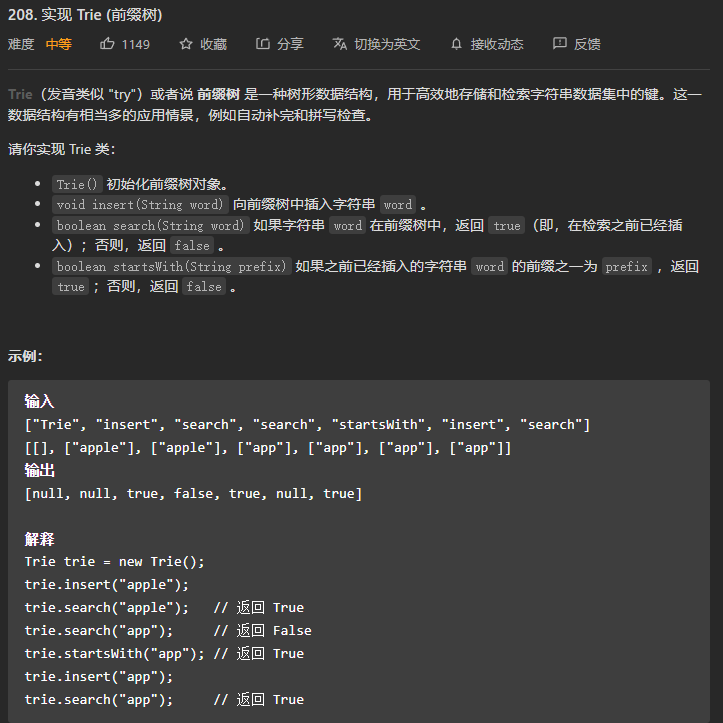 208. 实现 Trie (前缀树)
难度 中等 1149 收藏 分享 切换为英文 接收动态 反馈
Trie（发音类似 "try"）或者说 前缀树 是一种树形数据结构，用于高效地存储和检索字符串数据集中的键。这一
数据结构有相当多的应用情景，例如自动补完和拼写检查。
请你实现 Trie 类：
Trie() 初始化前缀树对象。
void insert(String word) 向前缀树中插入字符串 word 。
boolean search(String word) 如果字符串 word 在前缀树中，返回 true（即，在检索之前已经插
入）；否则，返回 false 。
boolean startsWith(String prefix) 如果之前已经插入的字符串 word 的前缀之一为 prefix ，返回
true ；否则，返回 false 。
示例：
输入
["Trie", "insert", "search", "search", "startsWith", "insert", "search"]
[[], ["apple"], ["apple"], ["app"], ["app"], ["app"], ["app"]]
输出
[null, null, true, false, true, null, true]
解释
Trie trie = new Trie();
trie.insert("apple");
trie.search("apple");   // 返回 True
trie.search("app");     // 返回 False
trie.startsWith("app"); // 返回 True
trie.insert("app");
trie.search("app");     // 返回 True